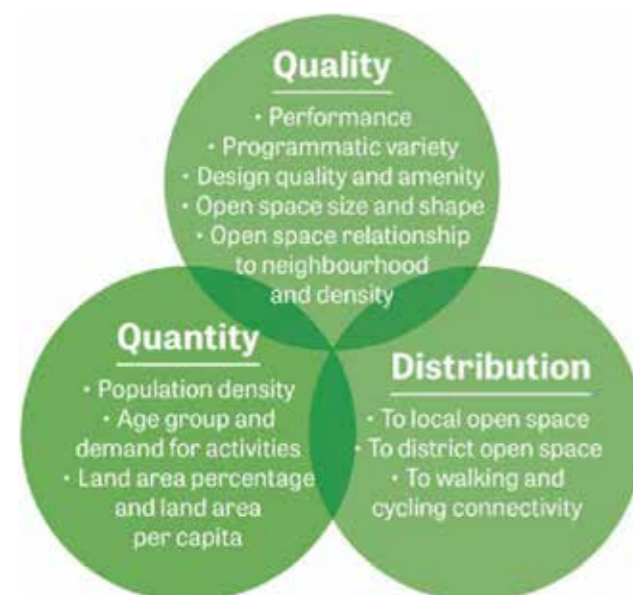 Quality
• Performance
• Programmatic variety
• Design quality and amenity
• Open space size and shape
• Open space relationship
to neighbourhood
and density
Quantity
• Population density
• Age group and
demand for activities
• Land area percentage
and land area
per capita
Distribution
• To local open space
• To district open space
• To walking and
cycling connectivity